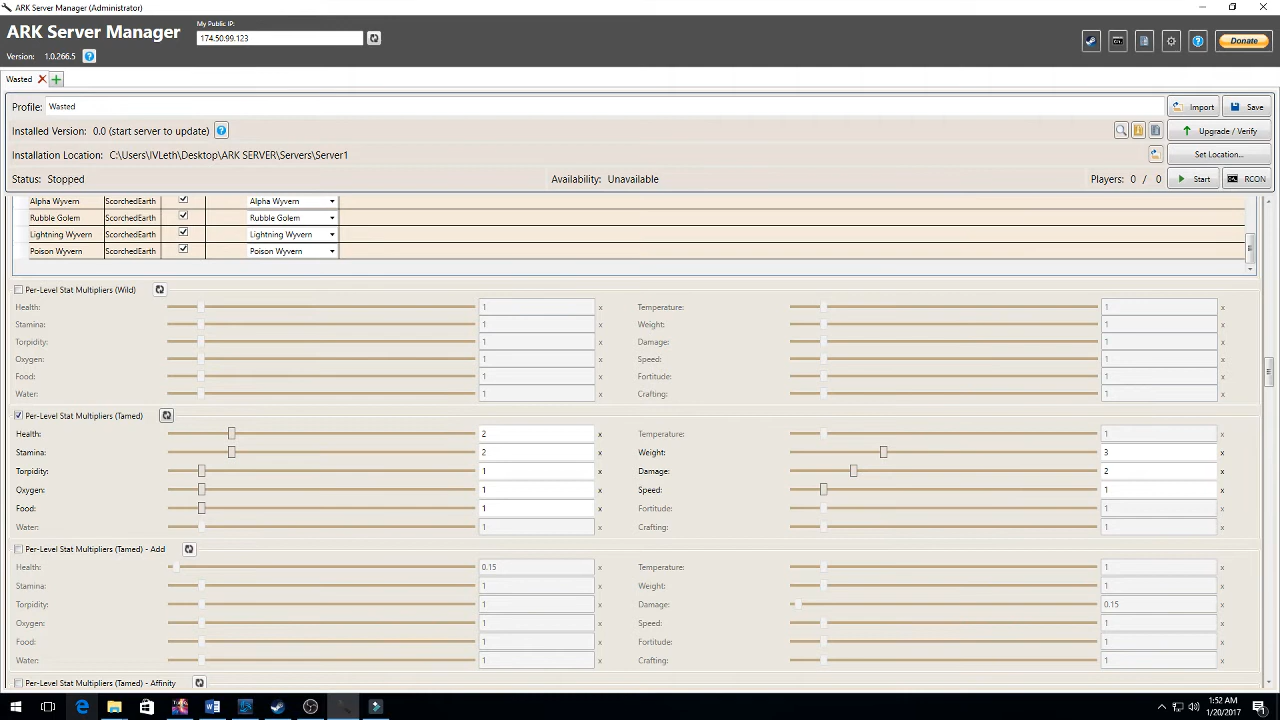 ARK Server Manager (Administrator)
ARK Server Manager
My Public IP:
174.50.99.123
Donate
Version: 1.0.266.5
Wasted
Profile: Wasted
Import Save
Installed Version: 0.0 (start server to update)
Upgrade / Verify
Installation Location: C:\Users\IVLeth\Desktop\ARK SERVER\Servers\Server1
Set Location...
Status: Stopped Availability: Unavailable Players: 0 / 0 Start RCON
Alpha Wyvern ScorchedEarth Alpha Wyvern
Rubble Golem ScorchedEarth Rubble Golem
Lightning Wyvern ScorchedEarth Lightning Wyvern
Poison Wyvern ScorchedEarth Poison Wyvern
Per-Level Stat Multipliers (Wild)
Health: 1 x Temperature: 1 x
Stamina: 1 x Weight: 1 x
Torpidity: 1 x Damage: 1 x
Oxygen: 1 x Speed: 1 x
Food: 1 x Fortitude: 1 x
Water: 1 x Crafting: 1 x
Per-Level Stat Multipliers (Tamed)
Health: 2 x Temperature: 1 x
Stamina: 2 x Weight: 3 x
Torpidity: 1 x Damage: 2 x
Oxygen: 1 x Speed: 1 x
Food: 1 x Fortitude: 1 x
Water: 1 x Crafting: 1 x
Per-Level Stat Multipliers (Tamed) - Add
Health: 0.15 x Temperature: 1 x
Stamina: 1 x Weight: 1 x
Torpidity: 1 x Damage: 0.15 x
Oxygen: 1 x Speed: 1 x
Food: 1 x Fortitude: 1 x
Water: 1 x Crafting: 1 x
Per-Level Stat Multipliers (Tamed) - Affinity
1:52 AM
1/20/2017